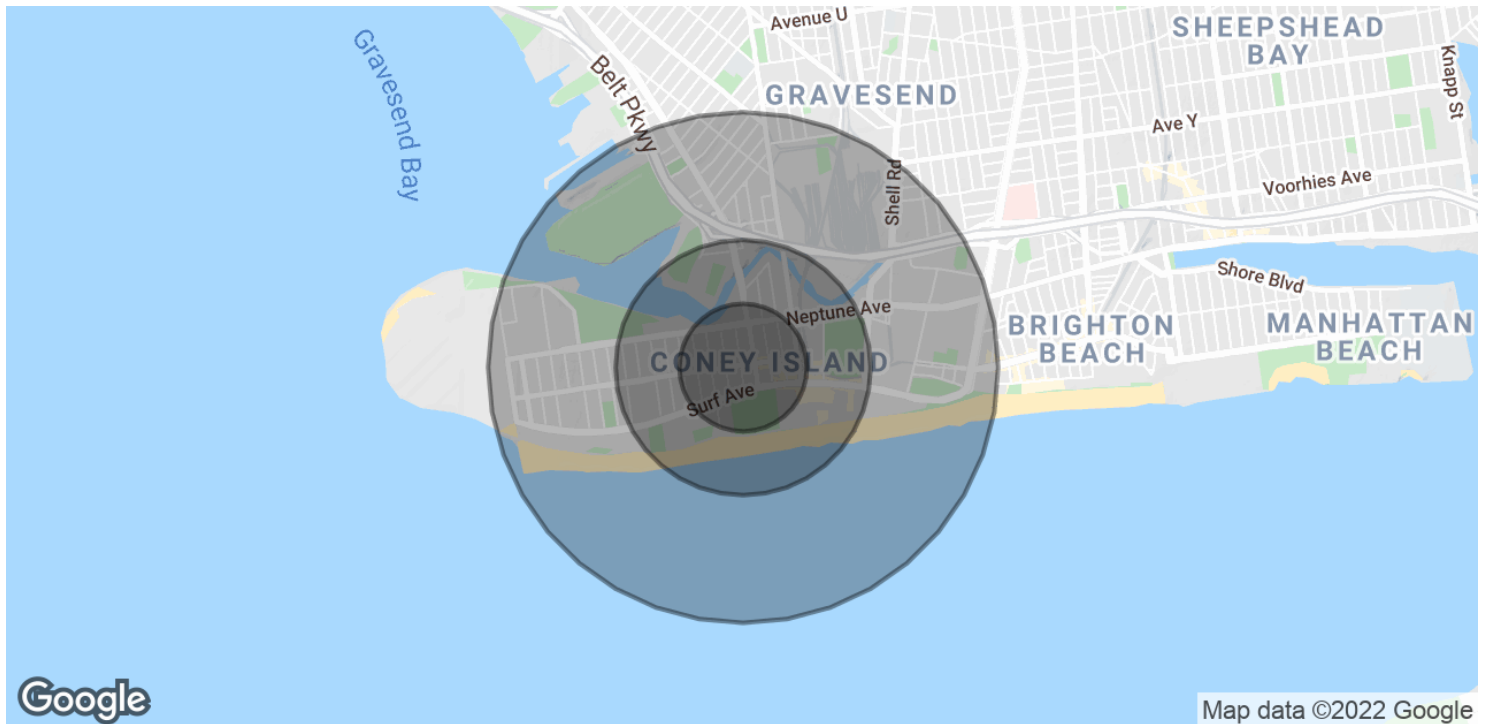 Avenue U
SHEEPSHEAD
BAY
Gravesend Bay
Belt Pkwy
GRAVESEND
Knapp St
Ave Y
Shell Rd
Voorhies Ave
Shore Blvd
Neptune Ave
BRIGHTON
BEACH
MANHATTAN
BEACH
CONEY ISLAND
Surf Ave
Google
Map data ©2022 Google